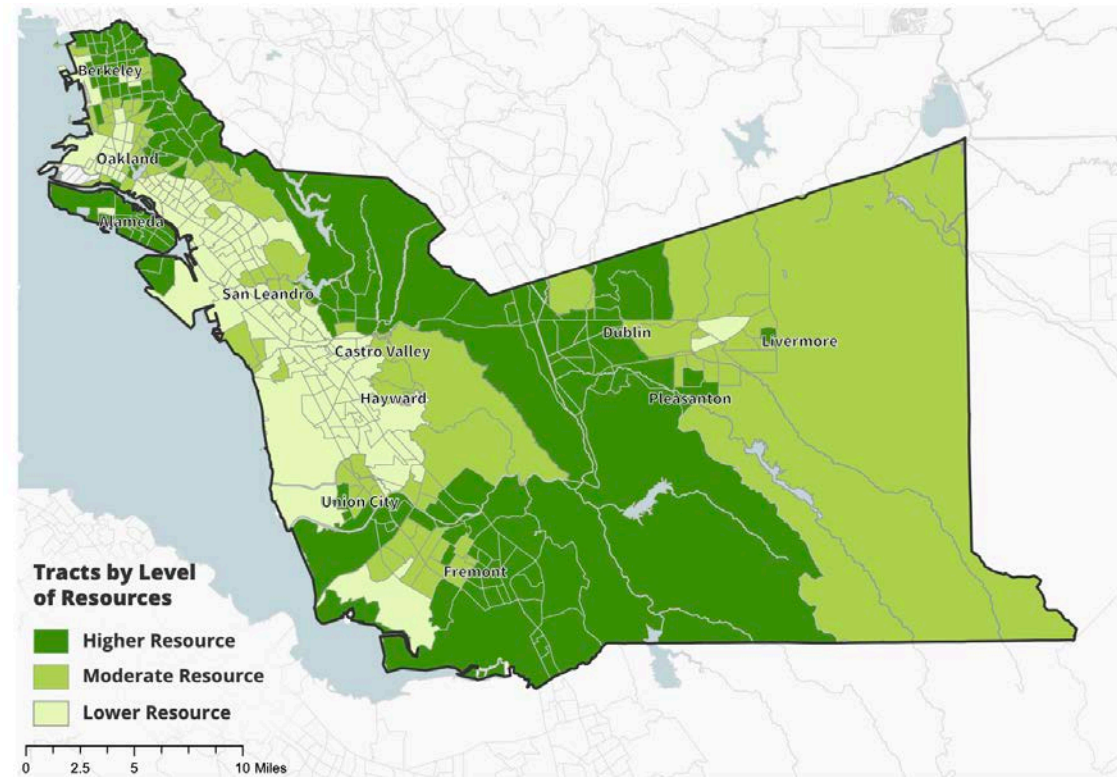 Berkeley
Oakland
Alameda
San Leandro
Castro Valley
Hayward
Union City
Fremont
Dublin
Livermore
Pleasanton
Tracts by Level
of Resources
Higher Resource
Moderate Resource
Lower Resource
0 2.5 5 10 Miles